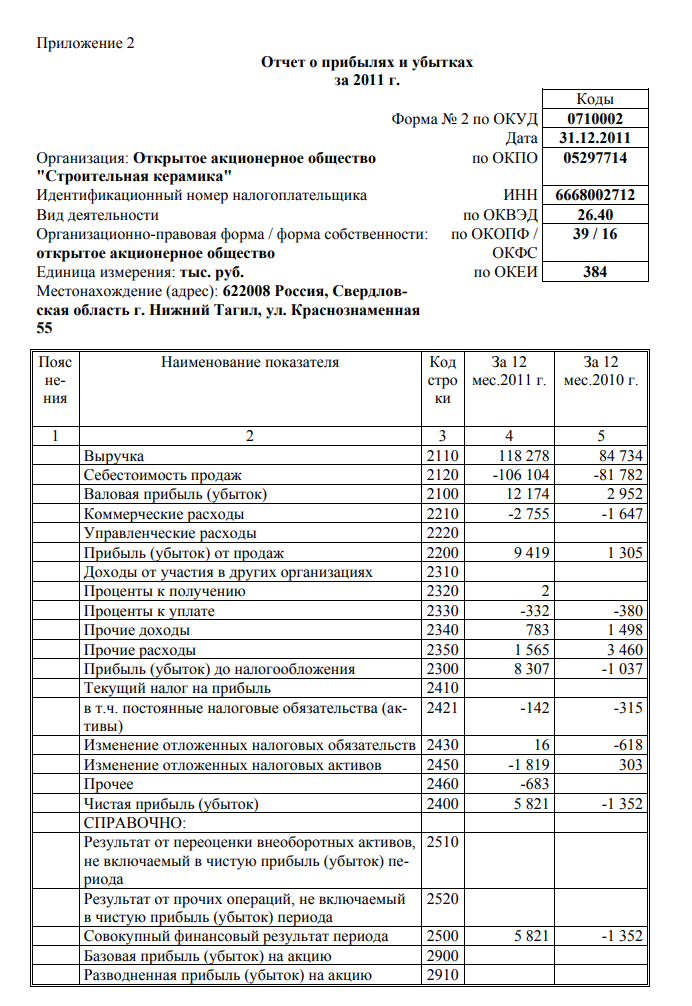 Приложение 2
Отчет о прибылях и убытках
за 2011 г.
Коды
Форма № 2 по ОКУД 0710002
Дата 31.12.2011
Организация: Открытое акционерное общество по ОКПО 05297714
"Строительная керамика"
Идентификационный номер налогоплательщика ИНН 6668002712
Вид деятельности по ОКВЭД 26.40
Организационно-правовая форма / форма собственности: по ОКОПФ / 39 / 16
открытое акционерное общество ОКФС
Единица измерения: тыс. руб. по ОКЕИ 384
Местонахождение (адрес): 622008 Россия, Свердлов-
ская область г. Нижний Тагил, ул. Краснознаменная
55
Пояс Наименование показателя Код За 12 За 12
не- стро мес.2011 г. мес.2010 г.
ния ки
1 2 3 4 5
Выручка 2110 118 278 84 734
Себестоимость продаж 2120 -106 104 -81 782
Валовая прибыль (убыток) 2100 12 174 2 952
Коммерческие расходы 2210 -2 755 -1 647
Управленческие расходы 2220
Прибыль (убыток) от продаж 2200 9 419 1 305
Доходы от участия в других организациях 2310
Проценты к получению 2320 2
Проценты к уплате 2330 -332 -380
Прочие доходы 2340 783 1 498
Прочие расходы 2350 1 565 3 460
Прибыль (убыток) до налогообложения 2300 8 307 -1 037
Текущий налог на прибыль 2410
в т.ч. постоянные налоговые обязательства (ак- 2421 -142 -315
тивы)
Изменение отложенных налоговых обязательств 2430 16 -618
Изменение отложенных налоговых активов 2450 -1 819 303
Прочее 2460 -683
Чистая прибыль (убыток) 2400 5 821 -1 352
СПРАВОЧНО:
Результат от переоценки внеоборотных активов, 2510
не включаемый в чистую прибыль (убыток) пе-
риода
Результат от прочих операций, не включаемый 2520
в чистую прибыль (убыток) периода
Совокупный финансовый результат периода 2500 5 821 -1 352
Базовая прибыль (убыток) на акцию 2900
Разводненная прибыль (убыток) на акцию 2910